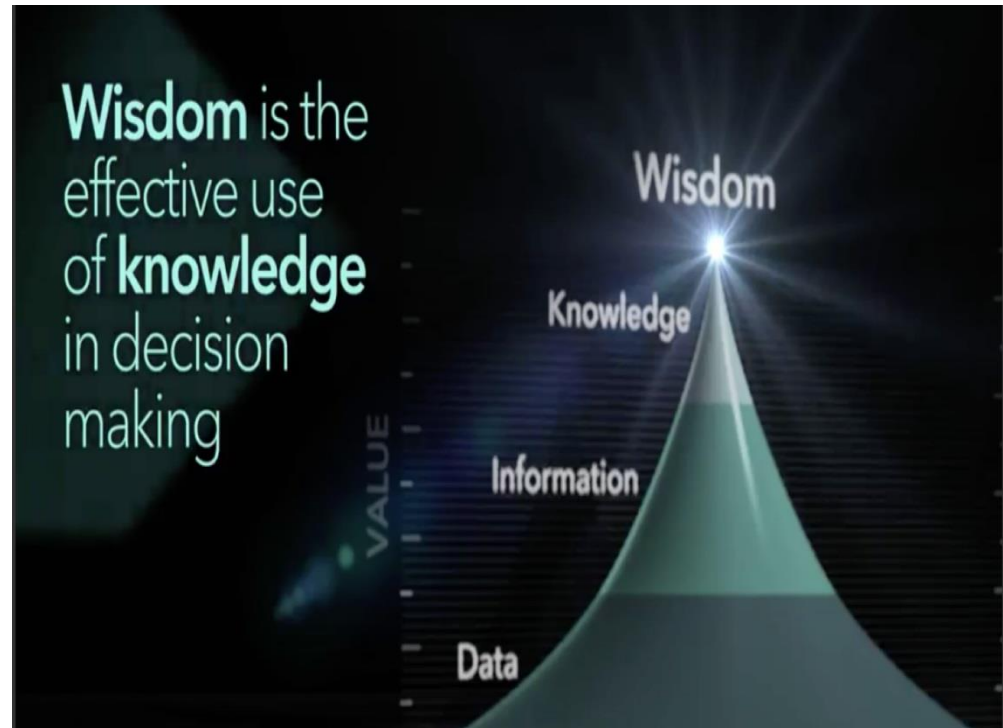 Wisdom is the
effective use
of knowledge
in decision
making
Wisdom
Knowledge
Information
Data
VALUE